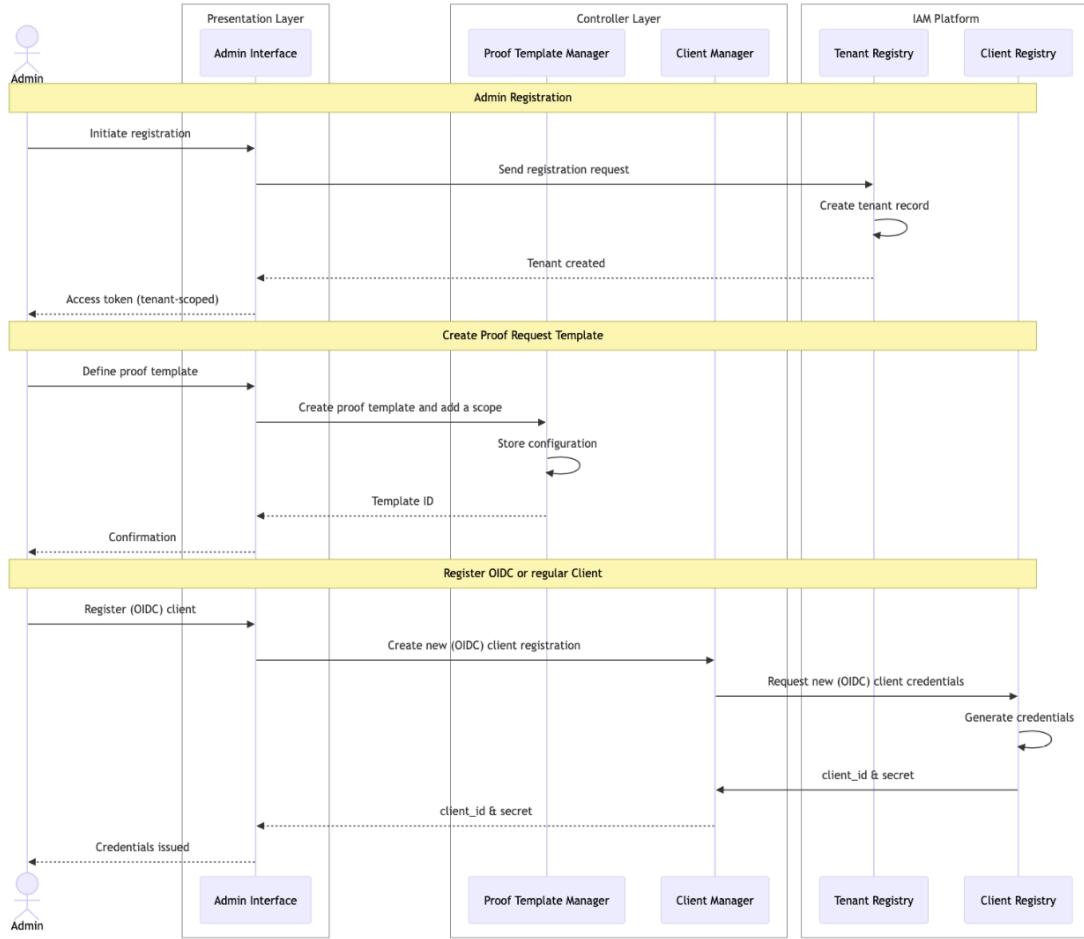 Presentation Layer
Controller Layer
IAM Platform
Admin
Admin Interface
Proof Template Manager
Client Manager
Tenant Registry
Client Registry
Admin Registration
Initiate registration
Send registration request
Create tenant record
Tenant created
Access token (tenant-scoped)
Create Proof Request Template
Define proof template
Create proof template and add a scope
Store configuration
Template ID
Confirmation
Register OIDC or regular Client
Register (OIDC) client
Create new (OIDC) client registration
Request new (OIDC) client credentials
Generate credentials
client_id & secret
client_id & secret
Credentials issued
Admin
Admin Interface
Proof Template Manager
Client Manager
Tenant Registry
Client Registry